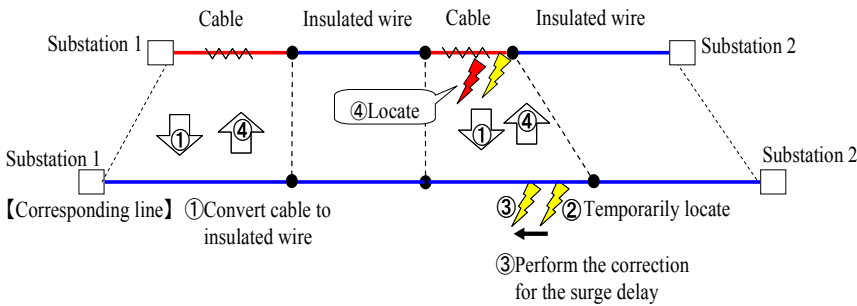 Cable Insulated wire Cable Insulated wire
Substation 1 Substation 2
④Locate
① ④ ① ④
Substation 1 Substation 2
【Corresponding line】 ①Convert cable to
insulated wire
③ ②Temporarily locate
③Perform the correction
for the surge delay